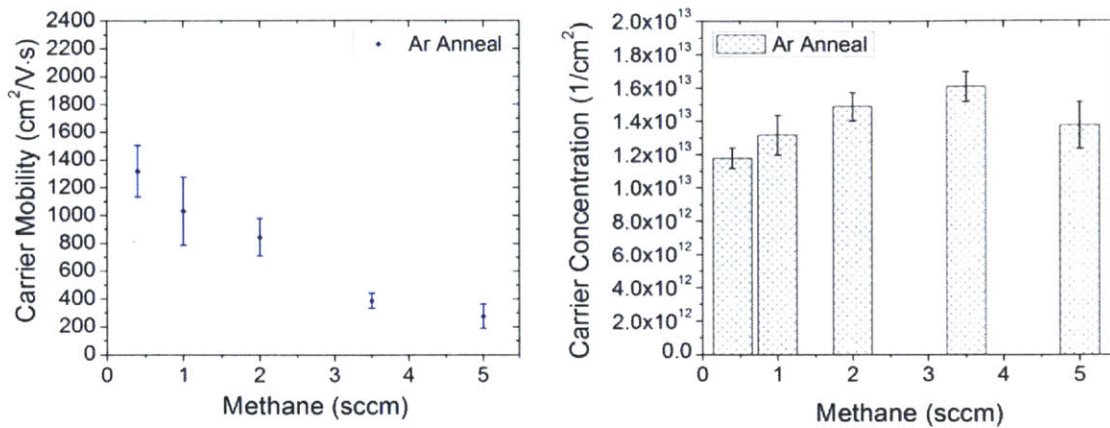 2400
2200
2000
1800
1600
1400
1200
1000
800
600
400
200
0
Carrier Mobility (cm²/V·s)
Ar Anneal
0 1 2 3 4 5
Methane (sccm)
2.0x10¹³
1.8x10¹³
1.6x10¹³
1.4x10¹³
1.2x10¹³
1.0x10¹³
8.0x10¹²
6.0x10¹²
4.0x10¹²
2.0x10¹²
0.0
Carrier Concentration (1/cm²)
Ar Anneal
0 1 2 3 4 5
Methane (sccm)